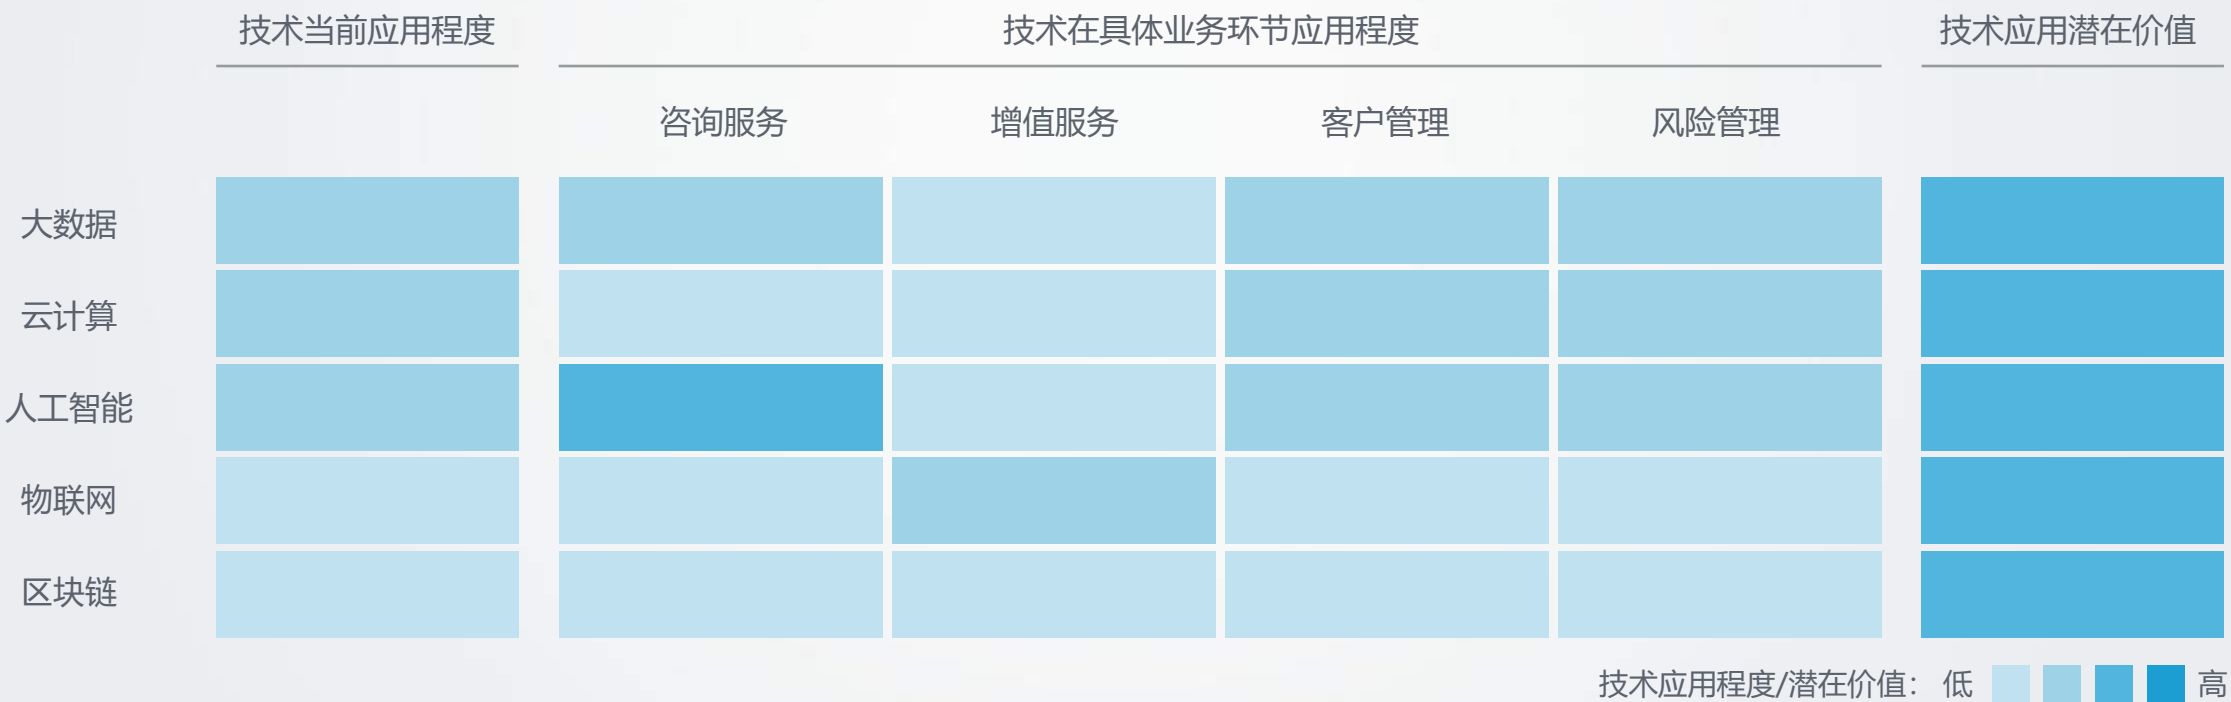 技术当前应用程度 技术在具体业务环节应用程度 技术应用潜在价值
咨询服务 增值服务 客户管理 风险管理
大数据
云计算
人工智能
物联网
区块链
技术应用程度/潜在价值： 低 高